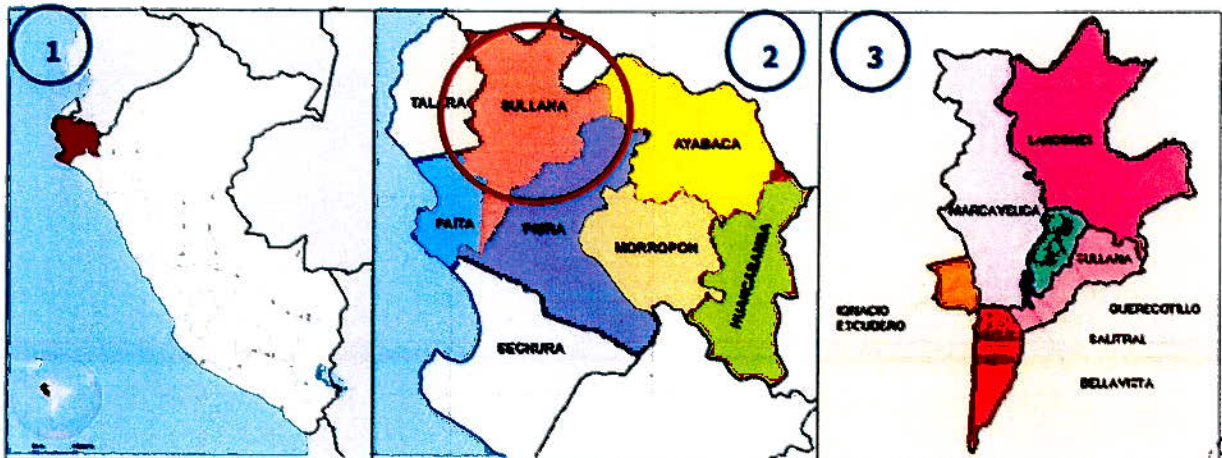 1
2
TALARA
SULLANA
AYABACA
PAITA
PIURA
MORROPON
HUANCABAMBA
SECHURA
3
LANCONES
MARCAVELICA
SULLANA
IGNACIO
ESCUDERO
QUERECOTILLO
SALITRAL
BELLAVISTA